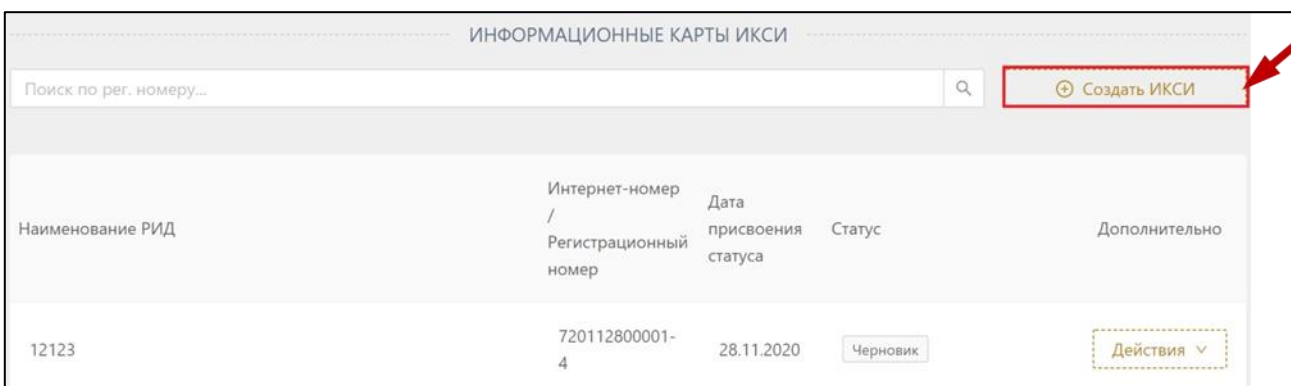 ИНФОРМАЦИОННЫЕ КАРТЫ ИКСИ
Поиск по рег. номеру...
Создать ИКСИ
Наименование РИД
Интернет-номер
/
Регистрационный
номер
Дата
присвоения
статуса
Статус
Дополнительно
12123
720112800001-
4
28.11.2020
Черновик
Действия